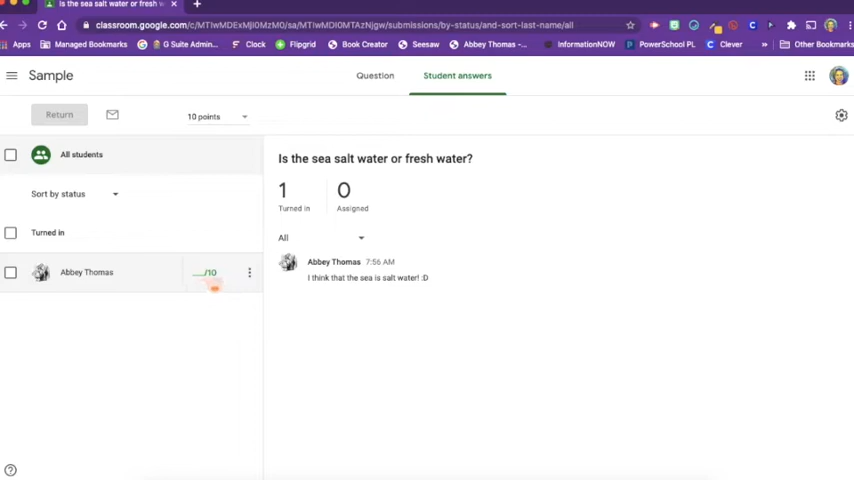 Is the sea salt water or fresh w
classroom.google.com/c/MTIwMDExMjI0MzM0/sa/MTIwMDI0MTAzNjgw/submissions/by-status/and-sort-last-name/all
Apps Managed Bookmarks G Suite Admin... Clock Flipgrid Book Creator Seesaw Abbey Thomas -... InformationNOW PowerSchool PL Clever » Other Bookmarks
Sample Question Student answers
Return 10 points
All students
Is the sea salt water or fresh water?
1 0
Sort by status
Turned in Assigned
Turned in
All
Abbey Thomas 7:56 AM
Abbey Thomas __/10
I think that the sea is salt water! :D